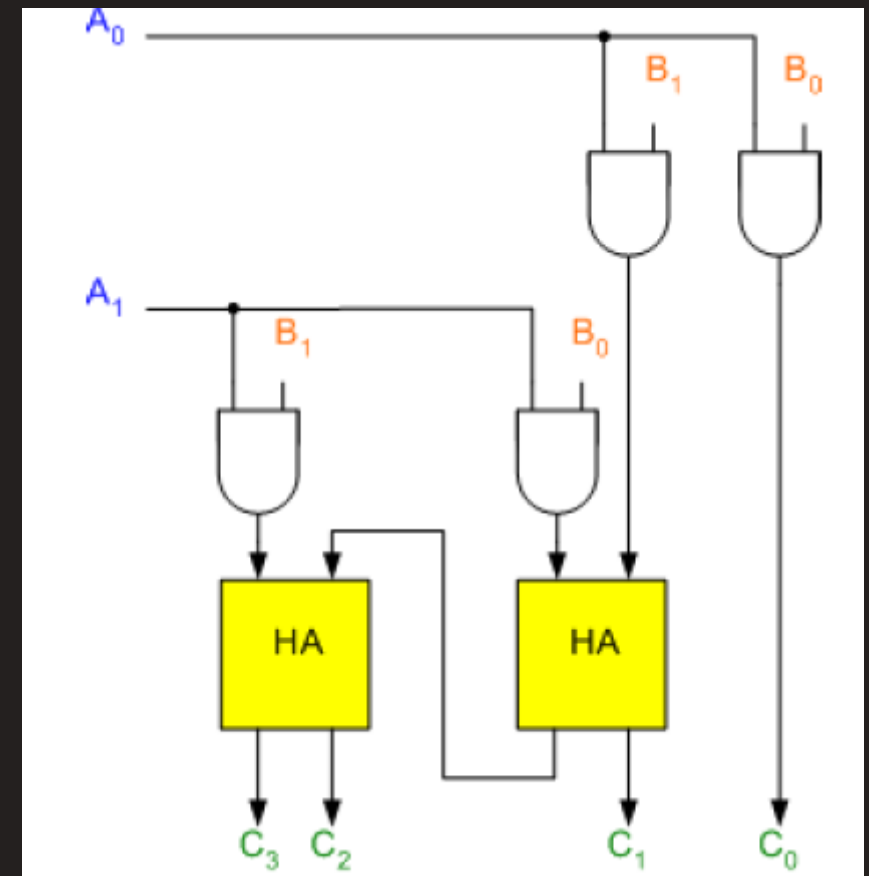 A₀
B₁ B₀
A₁
B₁ B₀
HA HA
C₃ C₂ C₁ C₀